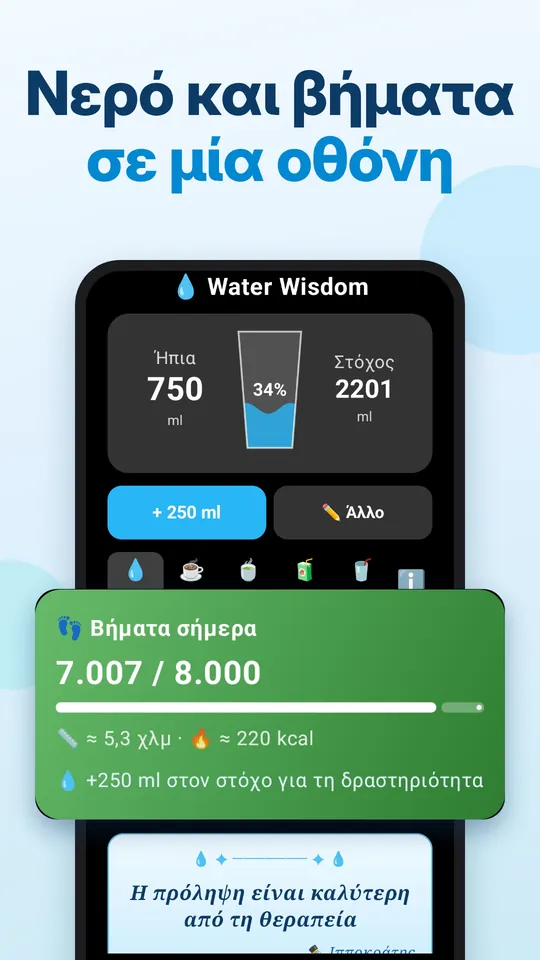 Νερό και βήματα
σε μία οθόνη
Water Wisdom
Ήπια
750
ml
34%
Στόχος
2201
ml
+ 250 ml
Άλλο
Βήματα σήμερα
7.007 / 8.000
≈ 5,3 χλμ · ≈ 220 kcal
+250 ml στον στόχο για τη δραστηριότητα
Η πρόληψη είναι καλύτερη
από τη θεραπεία
Ιπποκράτης